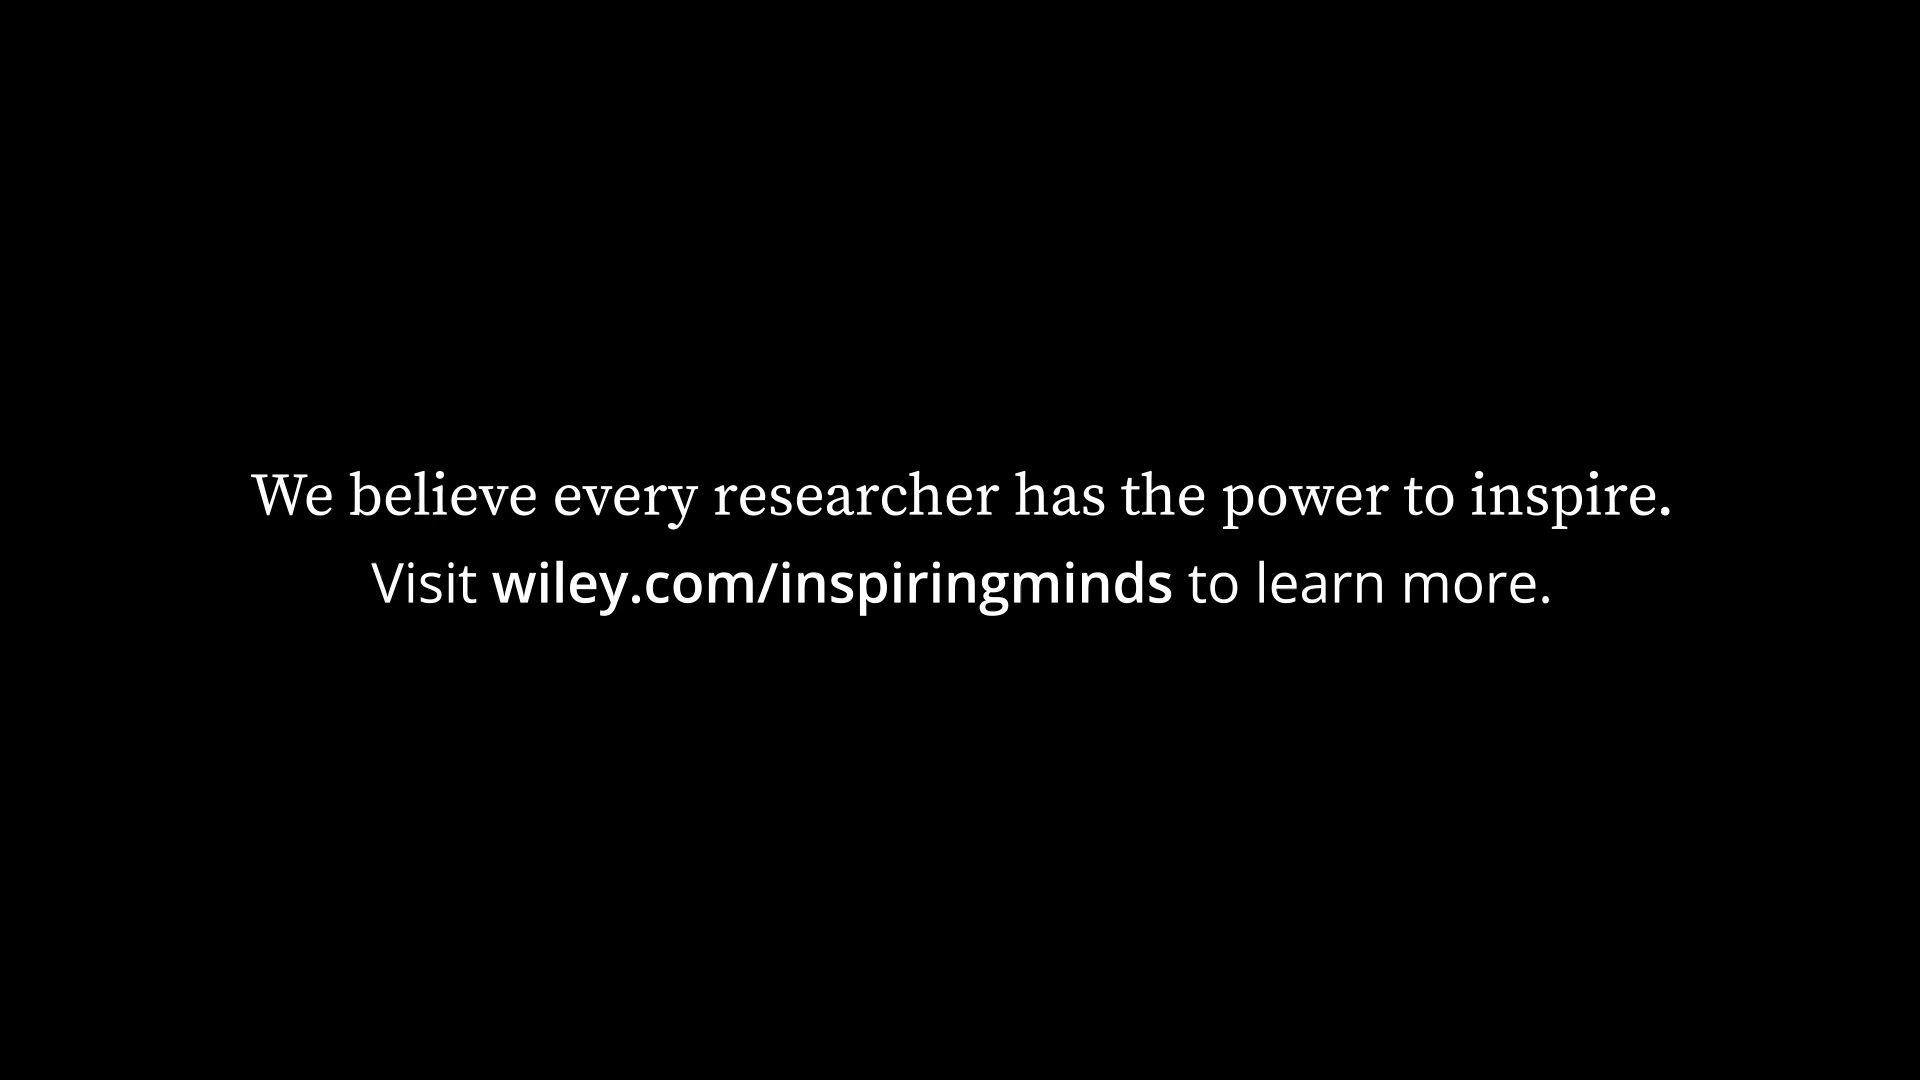 We believe every researcher has the power to inspire.
Visit wiley.com/inspiringminds to learn more.